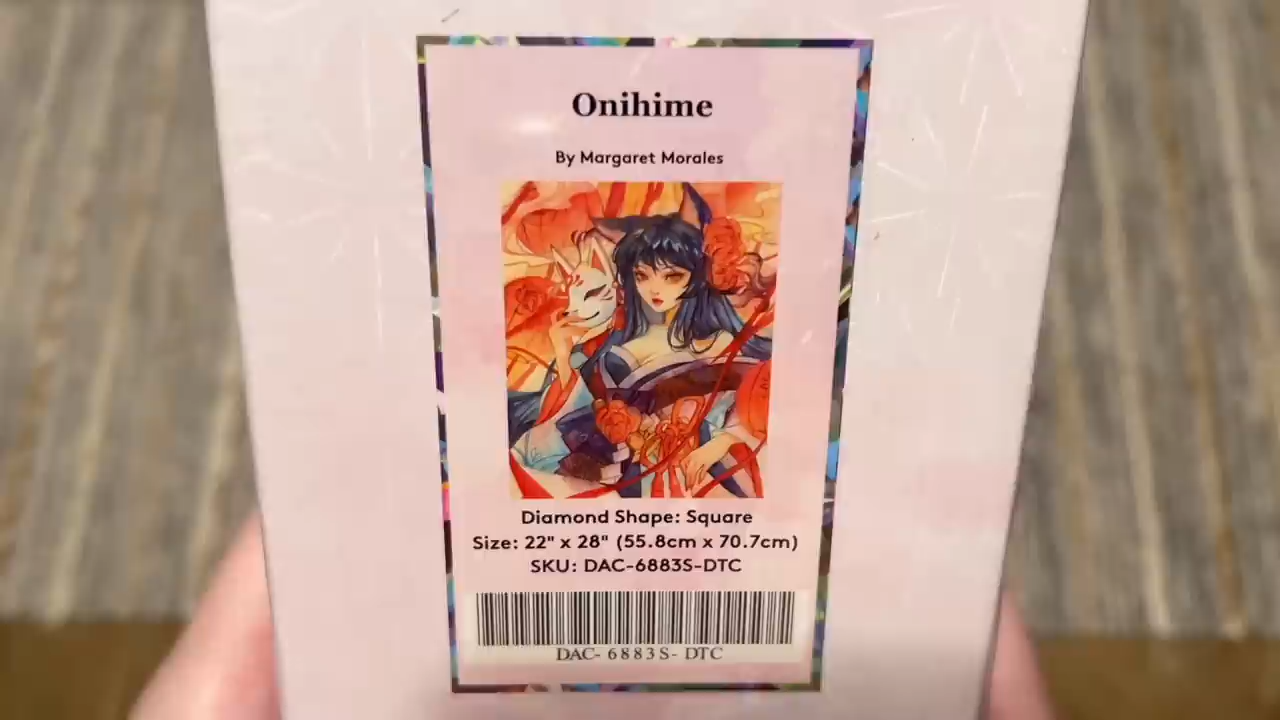 Onihime
By Margaret Morales
Diamond Shape: Square
Size: 22" x 28" (55.8cm x 70.7cm)
SKU: DAC-6883S-DTC
DAC- 6883S- DTC